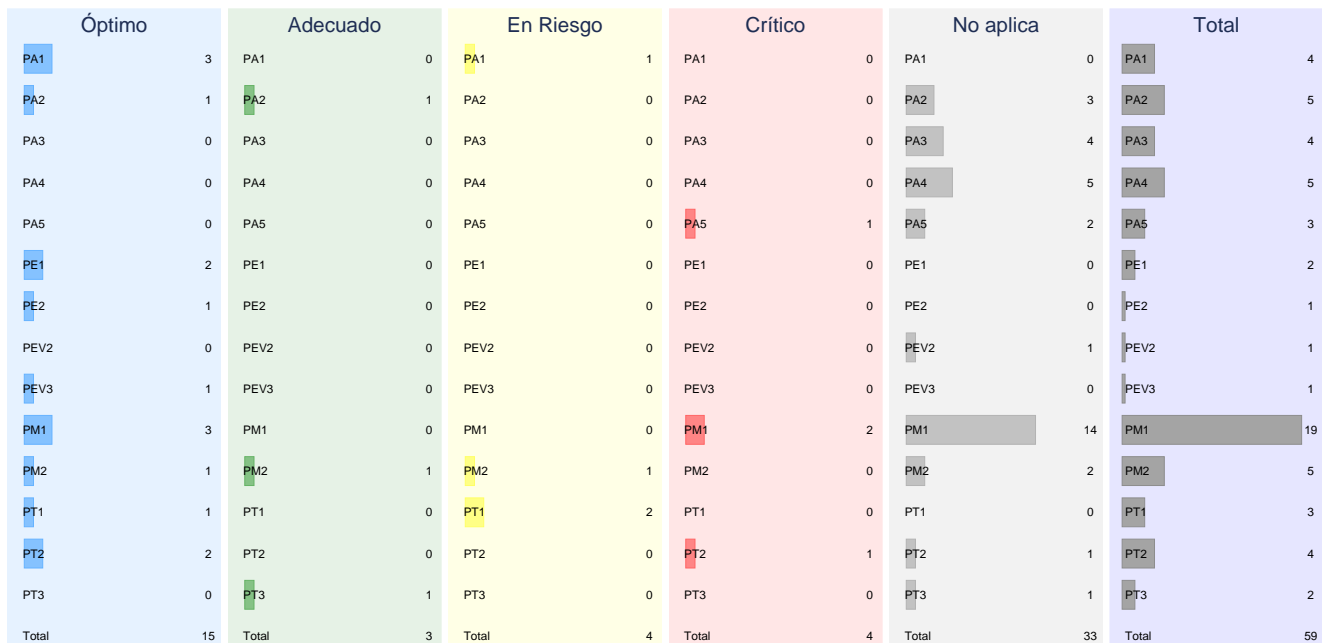 Óptimo Adecuado En Riesgo Crítico No aplica Total
PA1 3 PA1 0 PA1 1 PA1 0 PA1 0 PA1 4
PA2 1 PA2 1 PA2 0 PA2 0 PA2 3 PA2 5
PA3 0 PA3 0 PA3 0 PA3 0 PA3 4 PA3 4
PA4 0 PA4 0 PA4 0 PA4 0 PA4 5 PA4 5
PA5 0 PA5 0 PA5 0 PA5 1 PA5 2 PA5 3
PE1 2 PE1 0 PE1 0 PE1 0 PE1 0 PE1 2
PE2 1 PE2 0 PE2 0 PE2 0 PE2 0 PE2 1
PEV2 0 PEV2 0 PEV2 0 PEV2 0 PEV2 1 PEV2 1
PEV3 1 PEV3 0 PEV3 0 PEV3 0 PEV3 0 PEV3 1
PM1 3 PM1 0 PM1 0 PM1 2 PM1 14 PM1 19
PM2 1 PM2 1 PM2 1 PM2 0 PM2 2 PM2 5
PT1 1 PT1 0 PT1 2 PT1 0 PT1 0 PT1 3
PT2 2 PT2 0 PT2 0 PT2 1 PT2 1 PT2 4
PT3 0 PT3 1 PT3 0 PT3 0 PT3 1 PT3 2
Total 15 Total 3 Total 4 Total 4 Total 33 Total 59